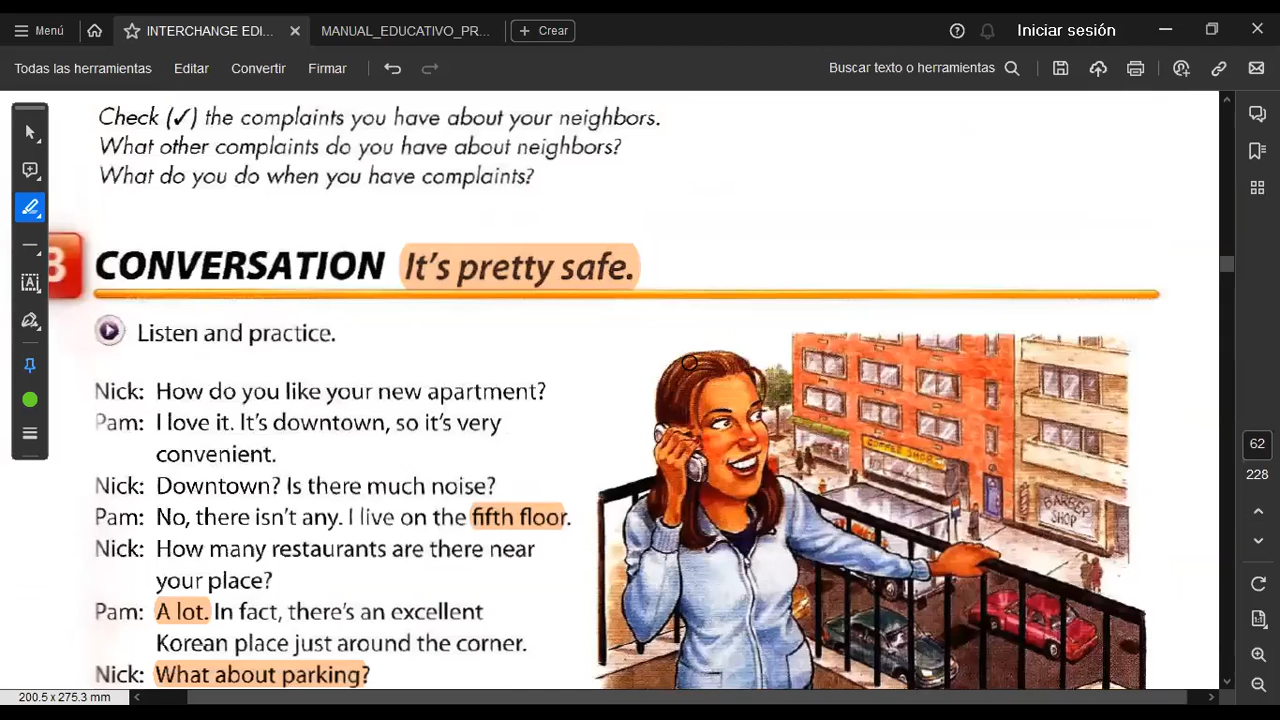 Menú
INTERCHANGE EDI...
MANUAL_EDUCATIVO_PR...
Crear
Iniciar sesión
Todas las herramientas
Editar
Convertir
Firmar
Buscar texto o herramientas
Check (✓) the complaints you have about your neighbors.
What other complaints do you have about neighbors?
What do you do when you have complaints?
8 CONVERSATION It's pretty safe.
Listen and practice.
Nick: How do you like your new apartment?
Pam: I love it. It's downtown, so it's very
convenient.
Nick: Downtown? Is there much noise?
Pam: No, there isn't any. I live on the fifth floor.
Nick: How many restaurants are there near
your place?
Pam: A lot. In fact, there's an excellent
Korean place just around the corner.
Nick: What about parking?
COFFEE SHOP
BARBER
SHOP
62
228
200.5 x 275.3 mm